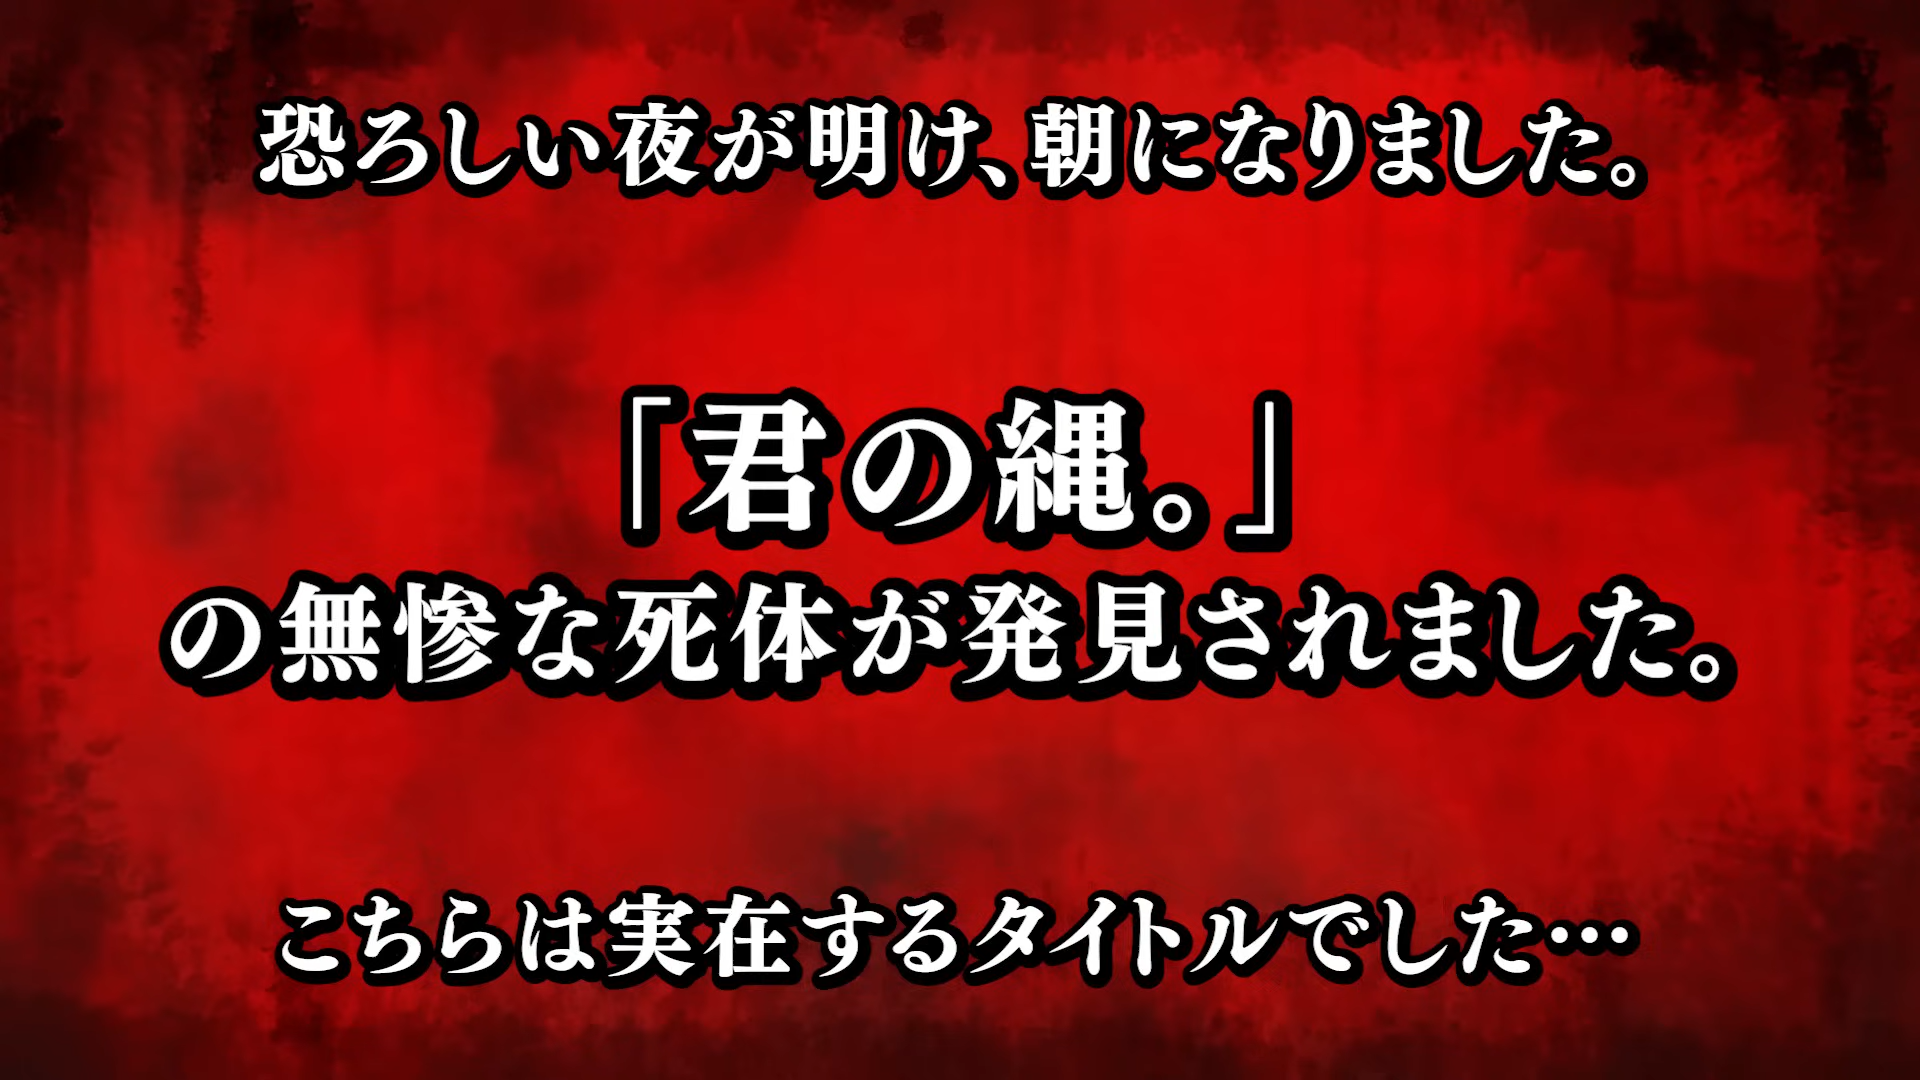 恐ろしい夜が明け、朝になりました。
「君の縄。」
の無惨な死体が発見されました。
こちらは実在するタイトルでした…